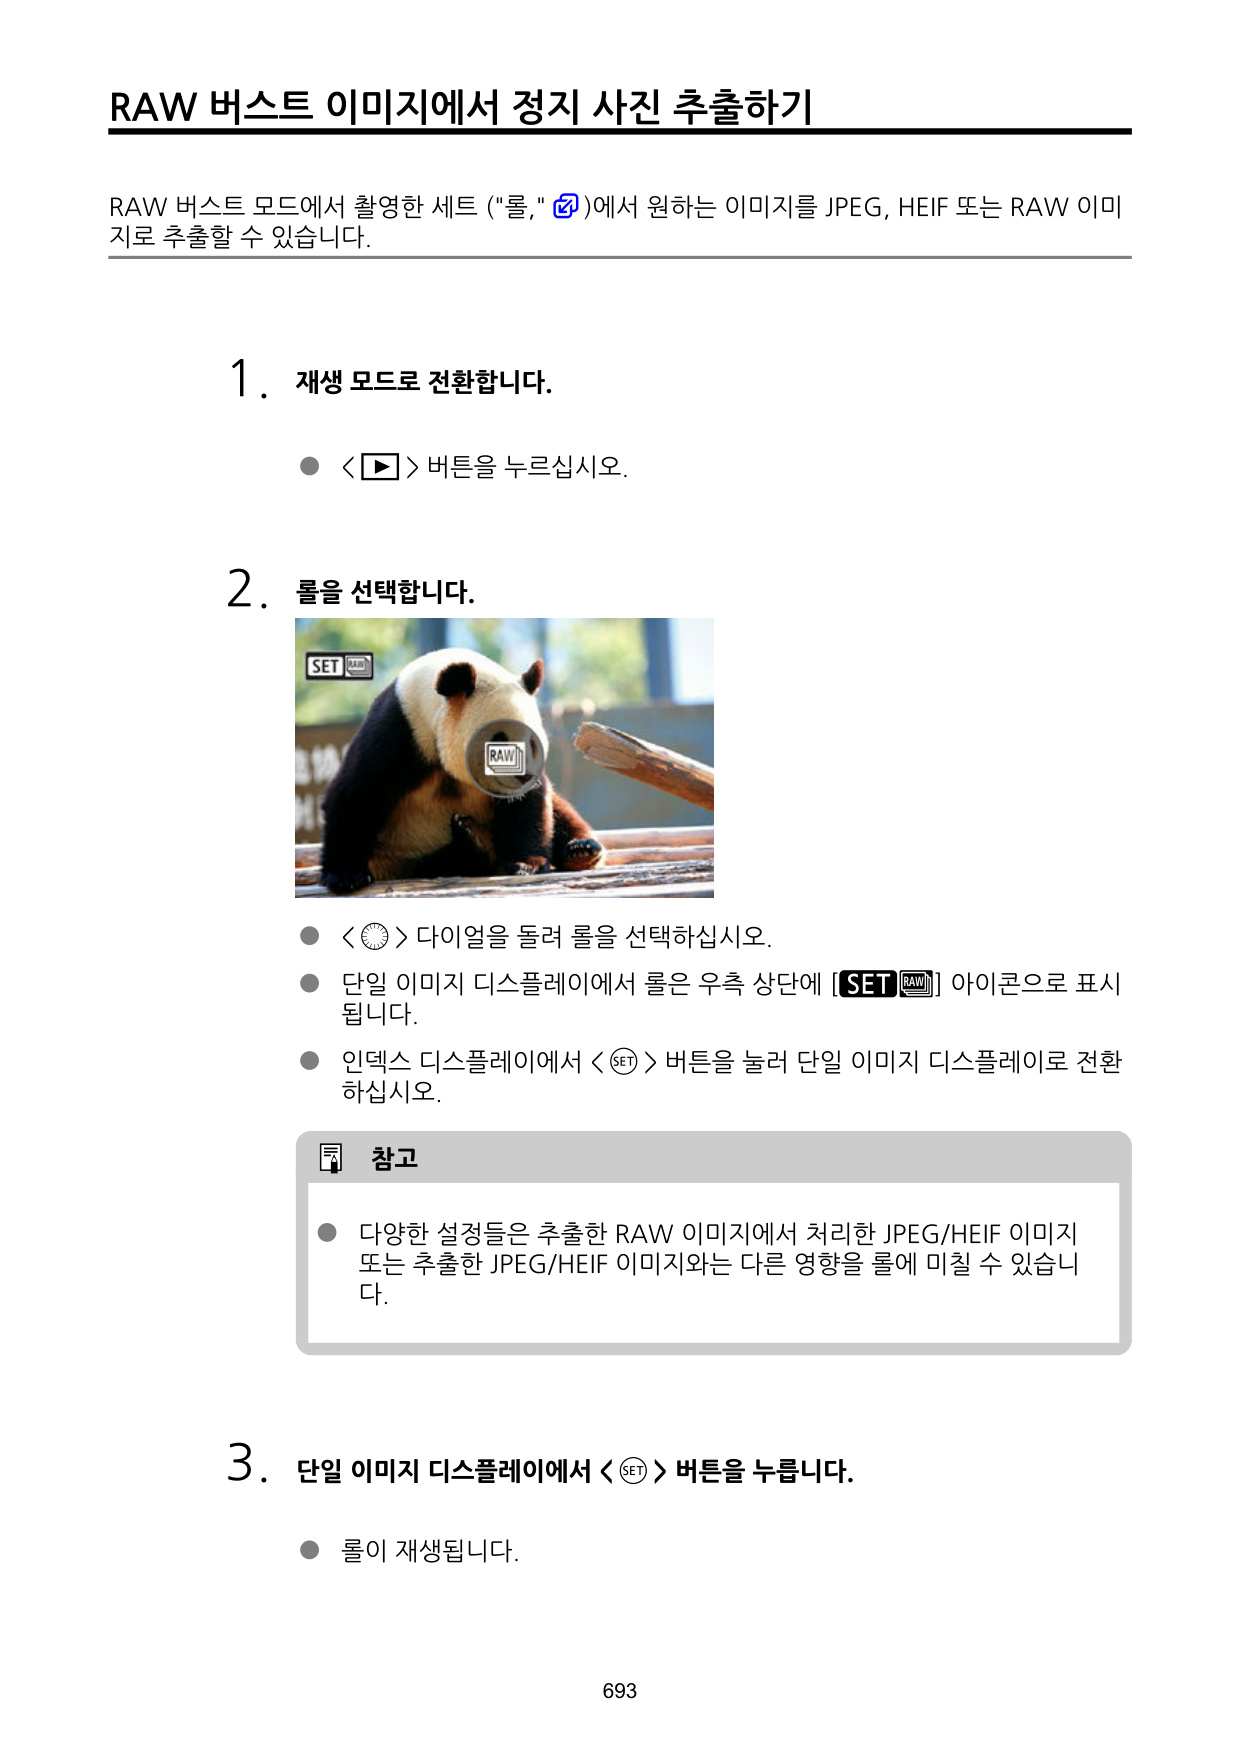 RAW 버스트 이미지에서 정지 사진 추출하기
RAW 버스트 모드에서 촬영한 세트 ("롤," )에서 원하는 이미지를 JPEG, HEIF 또는 RAW 이미
지로 추출할 수 있습니다.
1. 재생 모드로 전환합니다.
● < > 버튼을 누르십시오.
2. 롤을 선택합니다.
SET RAW
RAW
● < > 다이얼을 돌려 롤을 선택하십시오.
● 단일 이미지 디스플레이에서 롤은 우측 상단에 [SET RAW] 아이콘으로 표시
됩니다.
● 인덱스 디스플레이에서 < SET > 버튼을 눌러 단일 이미지 디스플레이로 전환
하십시오.
참고
● 다양한 설정들은 추출한 RAW 이미지에서 처리한 JPEG/HEIF 이미지
또는 추출한 JPEG/HEIF 이미지와는 다른 영향을 롤에 미칠 수 있습니
다.
3. 단일 이미지 디스플레이에서 < SET > 버튼을 누릅니다.
● 롤이 재생됩니다.
693